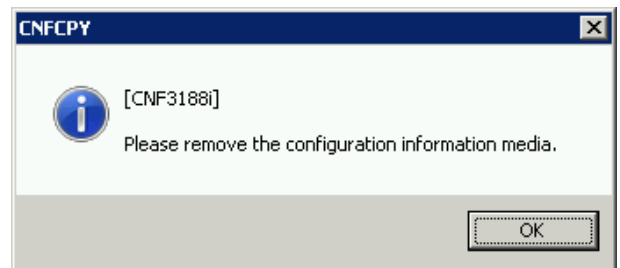 CNFCPY
[CNF3188i]
Please remove the configuration information media.
OK